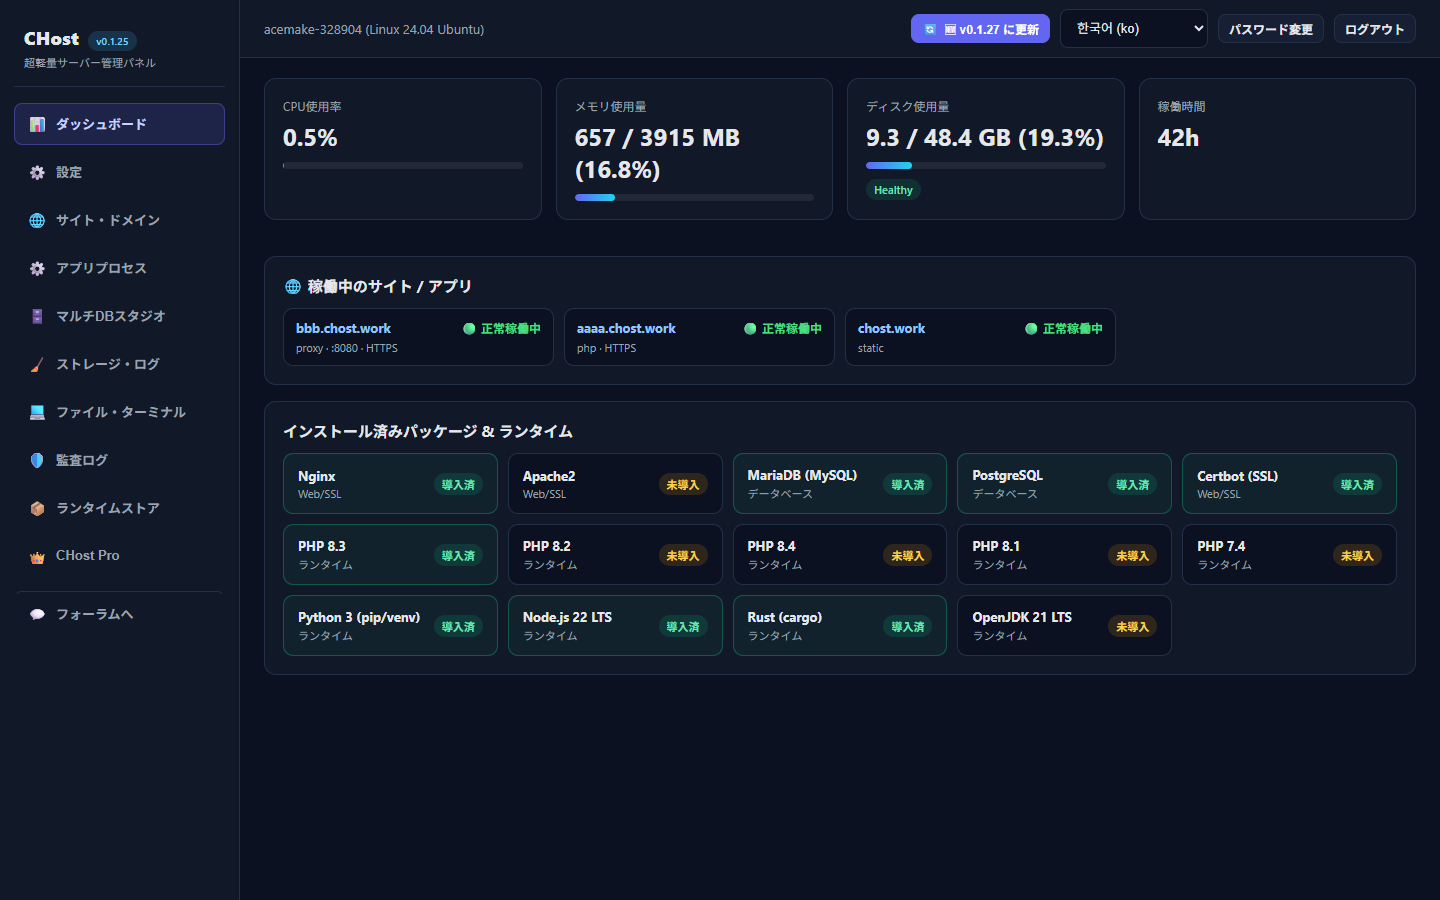 CHost v0.1.25
超軽量サーバー管理パネル
ダッシュボード
設定
サイト・ドメイン
アプリプロセス
マルチDBスタジオ
ストレージ・ログ
ファイル・ターミナル
監査ログ
ランタイムストア
CHost Pro
フォーラムへ
acemake-328904 (Linux 24.04 Ubuntu)
🆕 v0.1.27 に更新
한국어 (ko)
パスワード変更
ログアウト
CPU使用率
0.5%
メモリ使用量
657 / 3915 MB
(16.8%)
ディスク使用量
9.3 / 48.4 GB (19.3%)
Healthy
稼働時間
42h
稼働中のサイト / アプリ
bbb.chost.work 正常稼働中
proxy · :8080 · HTTPS
aaaa.chost.work 正常稼働中
php · HTTPS
chost.work 正常稼働中
static
インストール済みパッケージ & ランタイム
Nginx
Web/SSL
導入済
Apache2
Web/SSL
未導入
MariaDB (MySQL)
データベース
導入済
PostgreSQL
データベース
導入済
Certbot (SSL)
Web/SSL
導入済
PHP 8.3
ランタイム
導入済
PHP 8.2
ランタイム
未導入
PHP 8.4
ランタイム
未導入
PHP 8.1
ランタイム
未導入
PHP 7.4
ランタイム
未導入
Python 3 (pip/venv)
ランタイム
導入済
Node.js 22 LTS
ランタイム
導入済
Rust (cargo)
ランタイム
導入済
OpenJDK 21 LTS
ランタイム
未導入